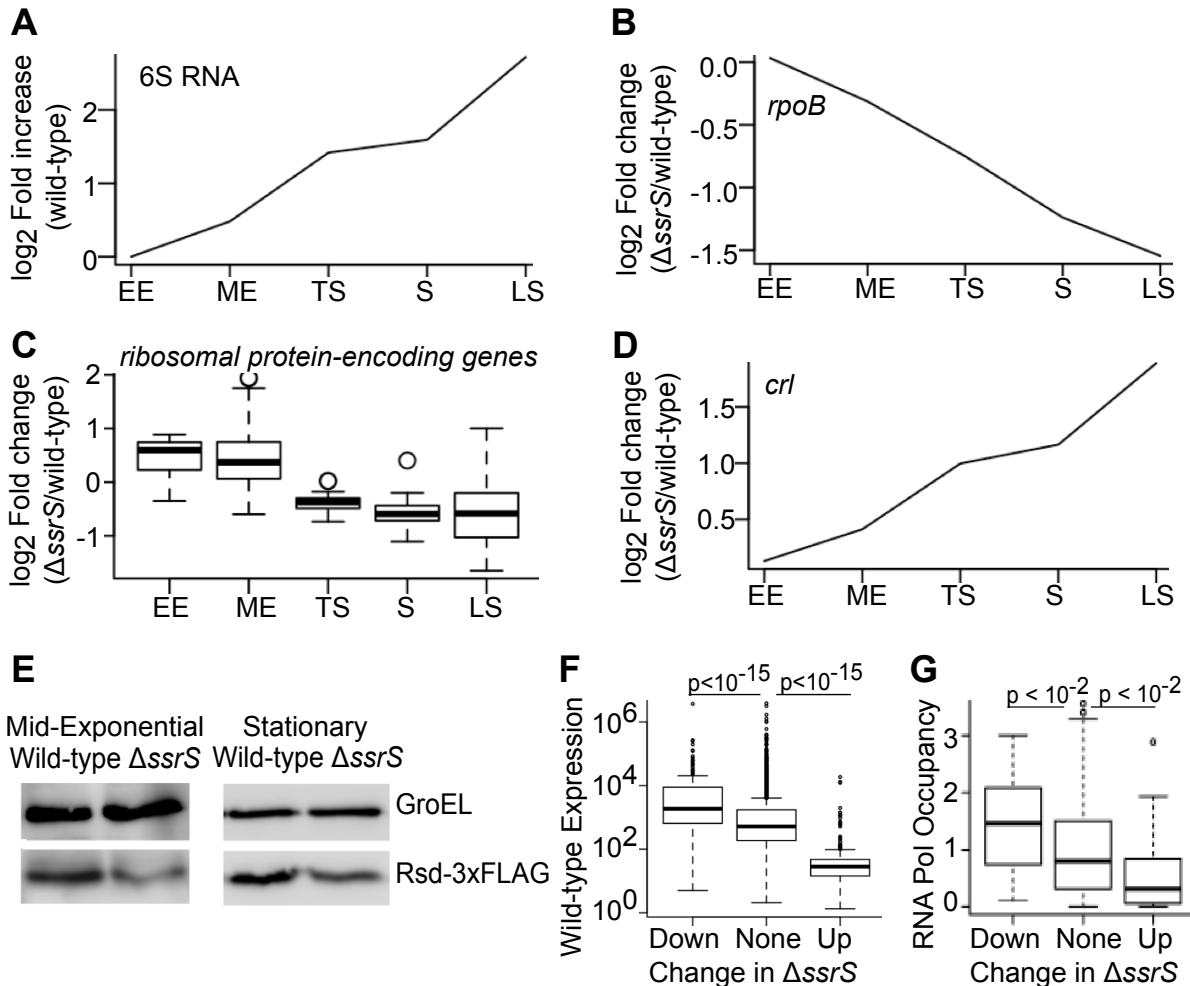 A
log2 Fold increase
(wild-type)
6S RNA
2
1
0
EE ME TS S LS
B
log2 Fold change
(ΔssrS/wild-type)
rpoB
0.0
-0.5
-1.0
-1.5
EE ME TS S LS
C
ribosomal protein-encoding genes
log2 Fold change
(ΔssrS/wild-type)
2
1
0
-1
EE ME TS S LS
D
log2 Fold change
(ΔssrS/wild-type)
crl
1.5
1.0
0.5
EE ME TS S LS
E
Mid-Exponential
Wild-type ΔssrS
Stationary
Wild-type ΔssrS
GroEL
Rsd-3xFLAG
F
p<10-15 p<10-15
Wild-type Expression
10^6
10^4
10^2
10^0
Down None Up
Change in ΔssrS
G
p < 10-2 p < 10-2
RNA Pol Occupancy
3
2
1
0
Down None Up
Change in ΔssrS